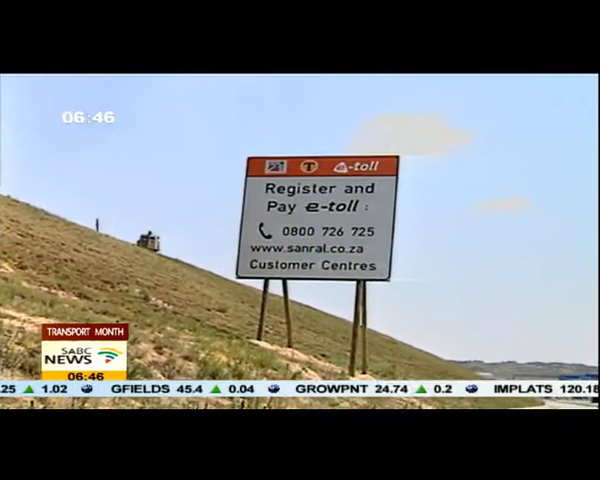 06:46
T e-toll
Register and
Pay e-toll :
0800 726 725
www.sanral.co.za
Customer Centres
TRANSPORT MONTH
SABC
NEWS
06:46
.25 1.02 GFIELDS 45.4 0.04 GROWPNT 24.74 0.2 IMPLATS 120.18